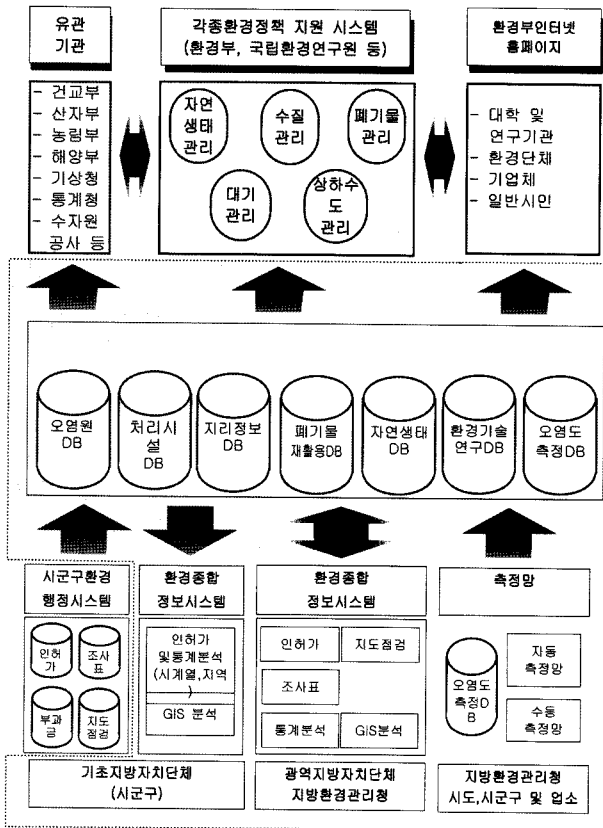 유관
기관
각종환경정책 지원 시스템
(환경부, 국립환경연구원 등)
환경부인터넷
홈페이지
- 건교부
- 산자부
- 농림부
- 해양부
- 기상청
- 통계청
- 수자원
공사 등
자연
생태
관리
수질
관리
폐기물
관리
대기
관리
상하수
도
관리
- 대학 및
연구기관
- 환경단체
- 기업체
- 일반시민
오염원
DB
처리시
설
DB
지리정보
DB
폐기물
재활용DB
자연생태
DB
환경기술
연구DB
오염도
측정DB
시군구환경
행정시스템
환경종합
정보시스템
환경종합
정보시스템
측정망
인허
가
조사
표
부과
금
지도
점검
인허가
및통계분석
(시계열,지역
)
GIS 분석
인허가
지도점검
조사표
통계분석
GIS분석
오염도
측정D
B
자동
측정망
수동
측정망
기초지방자치단체
(시군구)
광역지방자치단체
지방환경관리청
지방환경관리청
시도,시군구 및 업소